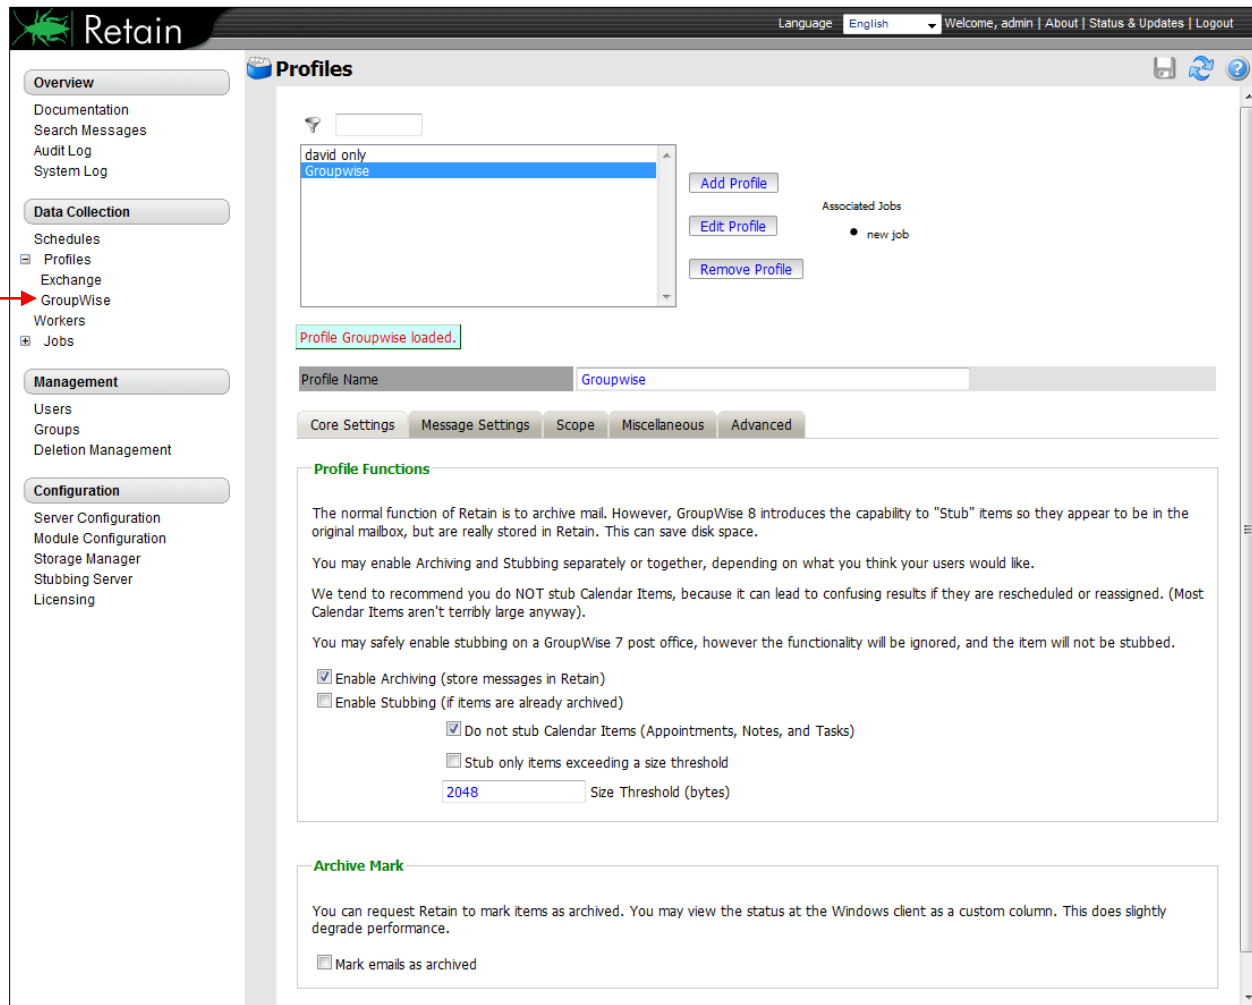 Retain
Language English Welcome, admin | About | Status & Updates | Logout
Overview
Documentation
Search Messages
Audit Log
System Log
Data Collection
Schedules
Profiles
Exchange
GroupWise
Workers
Jobs
Management
Users
Groups
Deletion Management
Configuration
Server Configuration
Module Configuration
Storage Manager
Stubbing Server
Licensing
Profiles
david only
Groupwise
Add Profile
Edit Profile
Remove Profile
Associated Jobs
new job
Profile Groupwise loaded.
Profile Name Groupwise
Core Settings Message Settings Scope Miscellaneous Advanced
Profile Functions
The normal function of Retain is to archive mail. However, GroupWise 8 introduces the capability to "Stub" items so they appear to be in the
original mailbox, but are really stored in Retain. This can save disk space.
You may enable Archiving and Stubbing separately or together, depending on what you think your users would like.
We tend to recommend you do NOT stub Calendar Items, because it can lead to confusing results if they are rescheduled or reassigned. (Most
Calendar Items aren't terribly large anyway).
You may safely enable stubbing on a GroupWise 7 post office, however the functionality will be ignored, and the item will not be stubbed.
Enable Archiving (store messages in Retain)
Enable Stubbing (if items are already archived)
Do not stub Calendar Items (Appointments, Notes, and Tasks)
Stub only items exceeding a size threshold
2048 Size Threshold (bytes)
Archive Mark
You can request Retain to mark items as archived. You may view the status at the Windows client as a custom column. This does slightly
degrade performance.
Mark emails as archived